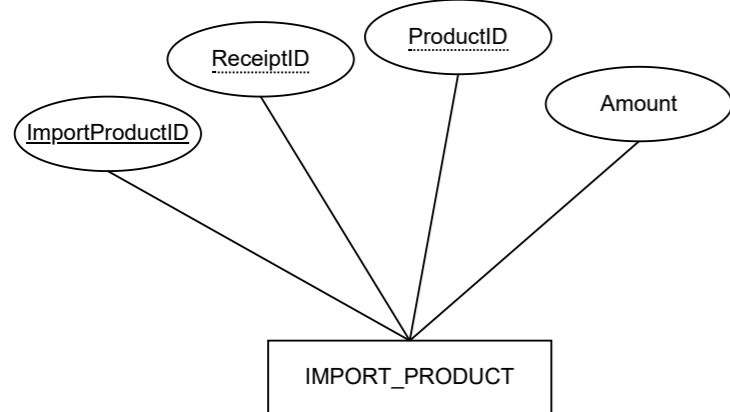 ProductID
ReceiptID
Amount
ImportProductID
IMPORT_PRODUCT